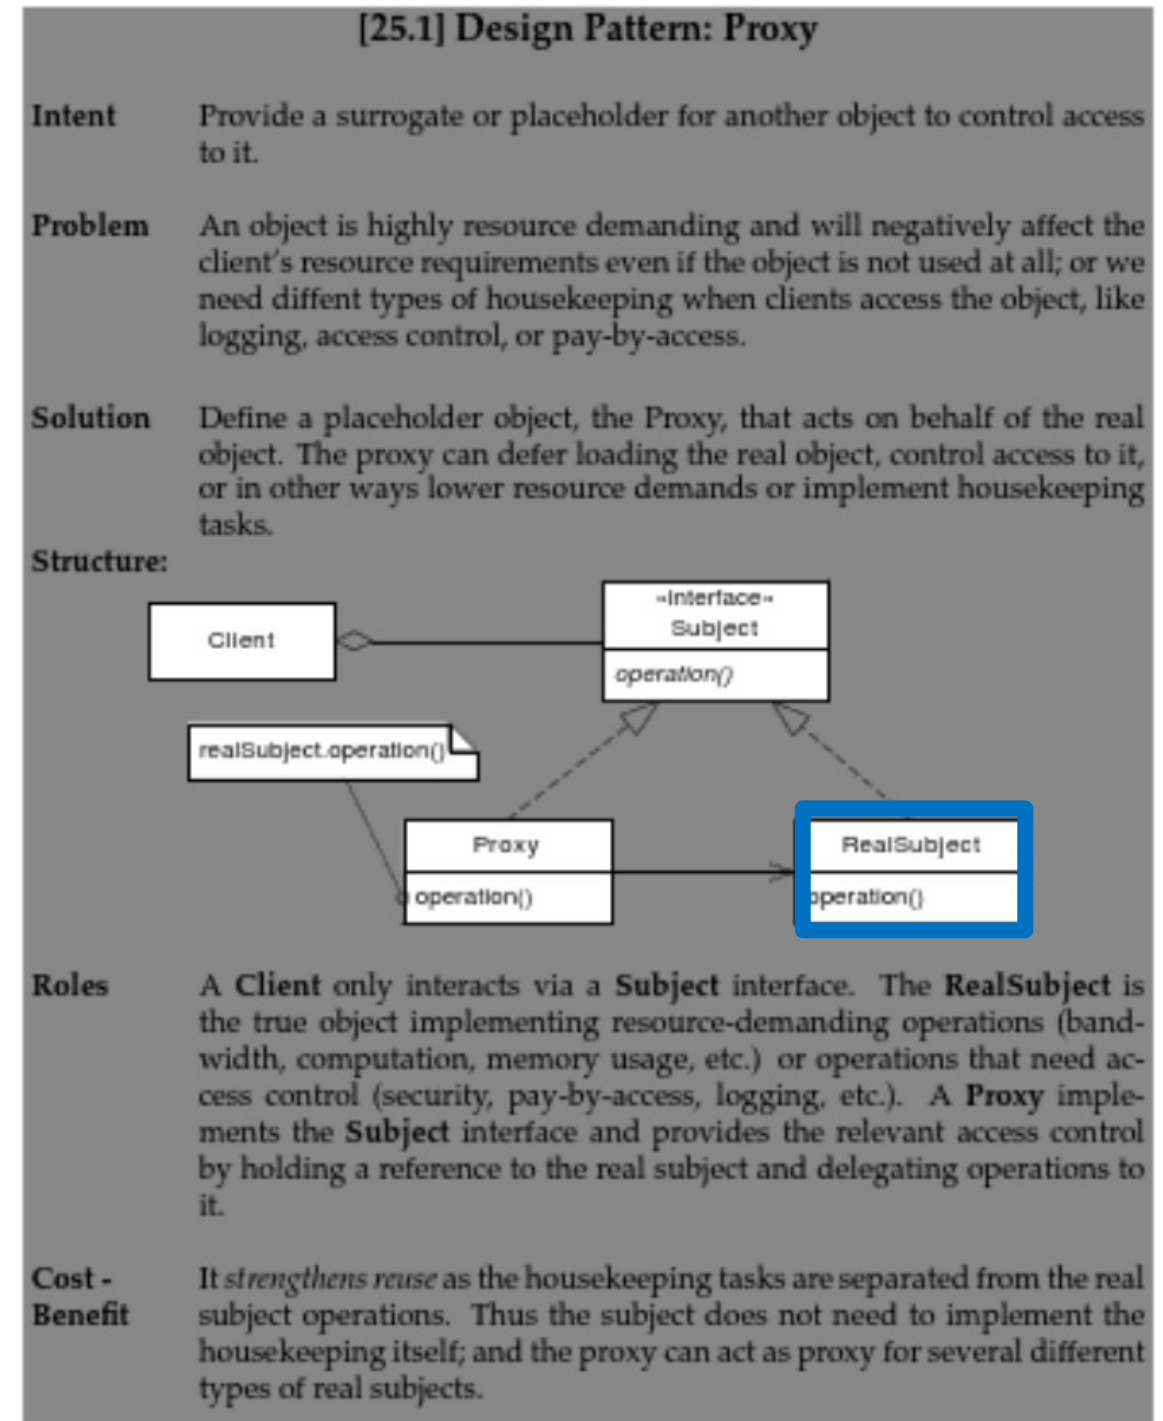 [25.1] Design Pattern: Proxy
Intent Provide a surrogate or placeholder for another object to control access
to it.
Problem An object is highly resource demanding and will negatively affect the
client's resource requirements even if the object is not used at all; or we
need diffent types of housekeeping when clients access the object, like
logging, access control, or pay-by-access.
Solution Define a placeholder object, the Proxy, that acts on behalf of the real
object. The proxy can defer loading the real object, control access to it,
or in other ways lower resource demands or implement housekeeping
tasks.
Structure:
Client
«Interface»
Subject
operation()
realSubject.operation()
Proxy
operation()
RealSubject
operation()
Roles A Client only interacts via a Subject interface. The RealSubject is
the true object implementing resource-demanding operations (band-
width, computation, memory usage, etc.) or operations that need ac-
cess control (security, pay-by-access, logging, etc.). A Proxy imple-
ments the Subject interface and provides the relevant access control
by holding a reference to the real subject and delegating operations to
it.
Cost - It strengthens reuse as the housekeeping tasks are separated from the real
Benefit subject operations. Thus the subject does not need to implement the
housekeeping itself; and the proxy can act as proxy for several different
types of real subjects.